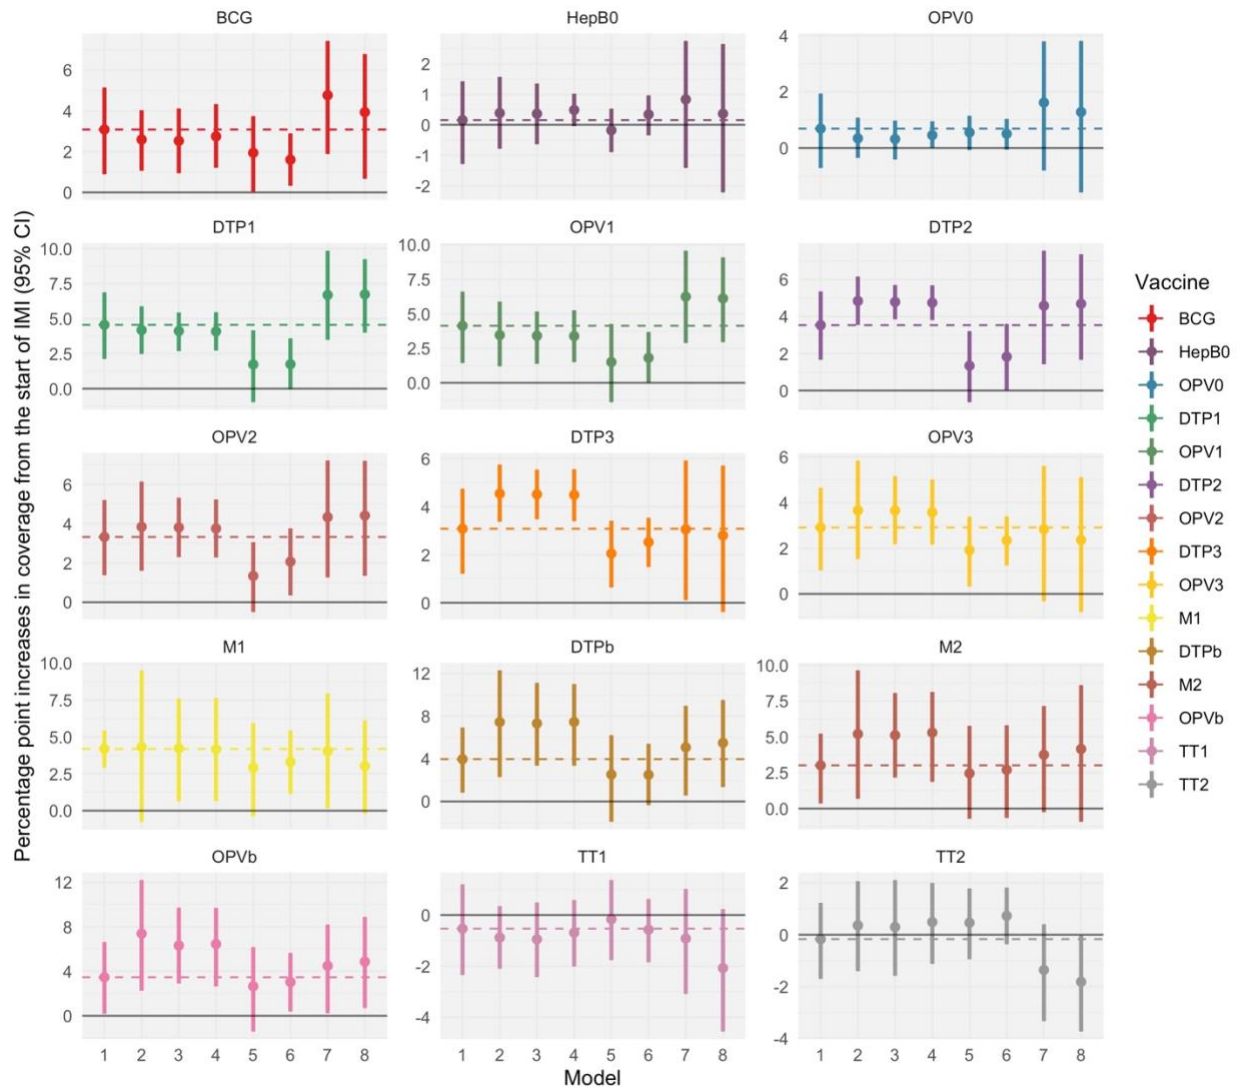 BCG
HepB0
OPV0
6
4
2
0
2
1
0
-1
-2
4
2
0
DTP1
OPV1
DTP2
10.0
7.5
5.0
2.5
0.0
10.0
7.5
5.0
2.5
0.0
6
4
2
0
OPV2
DTP3
OPV3
6
4
2
0
6
4
2
0
6
4
2
0
M1
DTPb
M2
10.0
7.5
5.0
2.5
0.0
12
8
4
0
10.0
7.5
5.0
2.5
0.0
OPVb
TT1
TT2
12
8
4
0
0
-2
-4
2
0
-2
-4
1 2 3 4 5 6 7 8
1 2 3 4 5 6 7 8
1 2 3 4 5 6 7 8
Model
Percentage point increases in coverage from the start of IMI (95% CI)
Vaccine
BCG
HepB0
OPV0
DTP1
OPV1
DTP2
OPV2
DTP3
OPV3
M1
DTPb
M2
OPVb
TT1
TT2